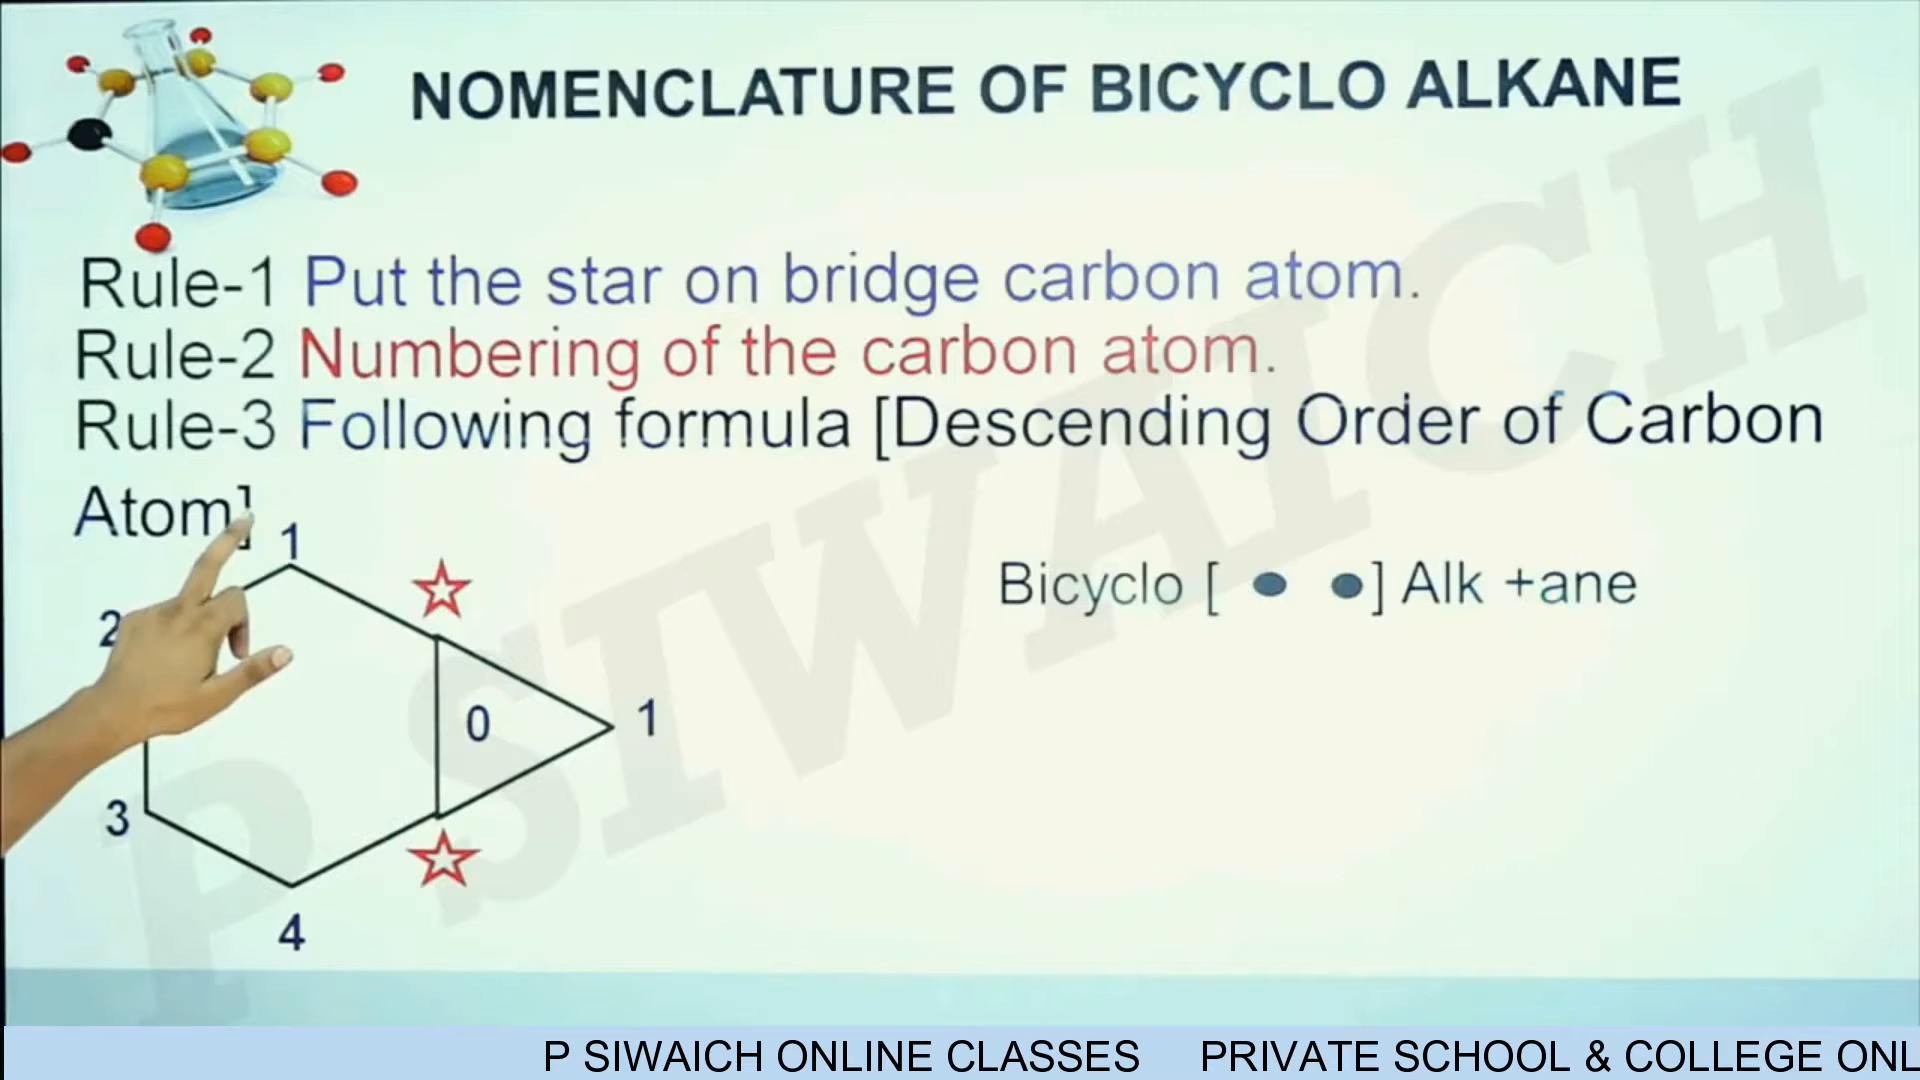 NOMENCLATURE OF BICYCLO ALKANE
Rule-1 Put the star on bridge carbon atom.
Rule-2 Numbering of the carbon atom.
Rule-3 Following formula [Descending Order of Carbon
Atom]
1
2
0
1
3
4
Bicyclo [ • • ] Alk +ane
P SIWAICH
P SIWAICH ONLINE CLASSES PRIVATE SCHOOL & COLLEGE ONL